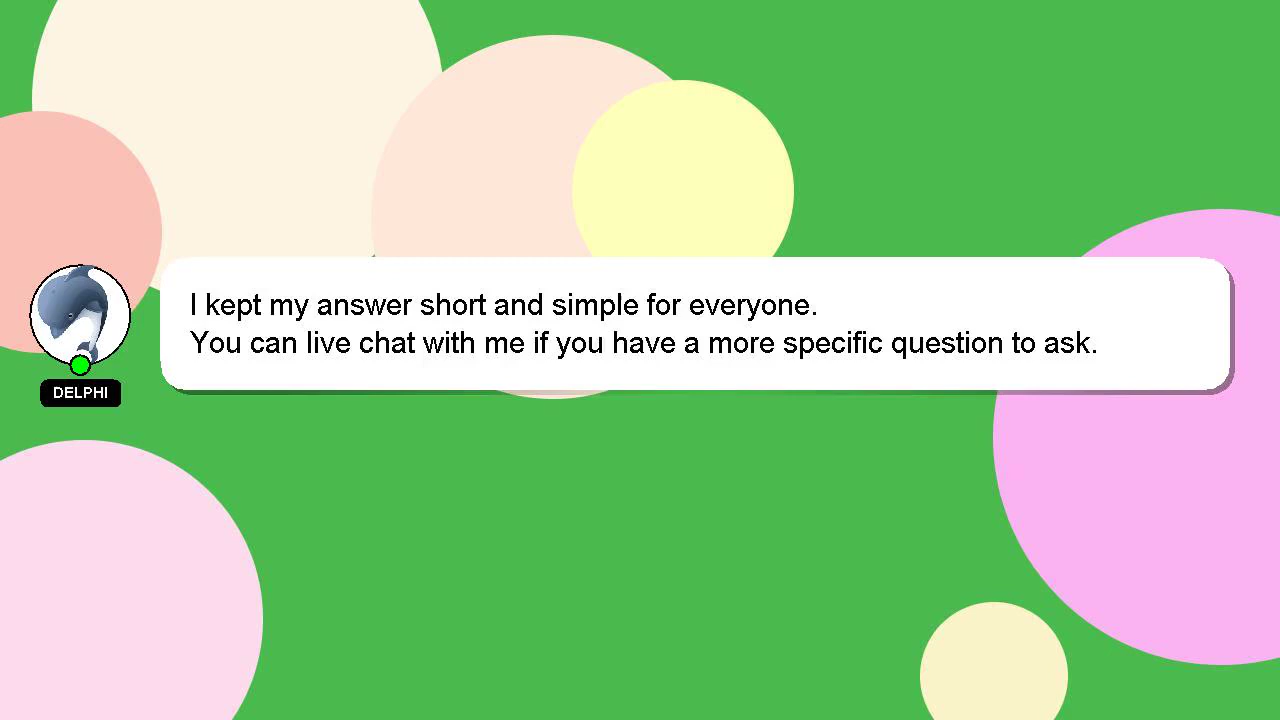 I kept my answer short and simple for everyone.
You can live chat with me if you have a more specific question to ask.
DELPHI